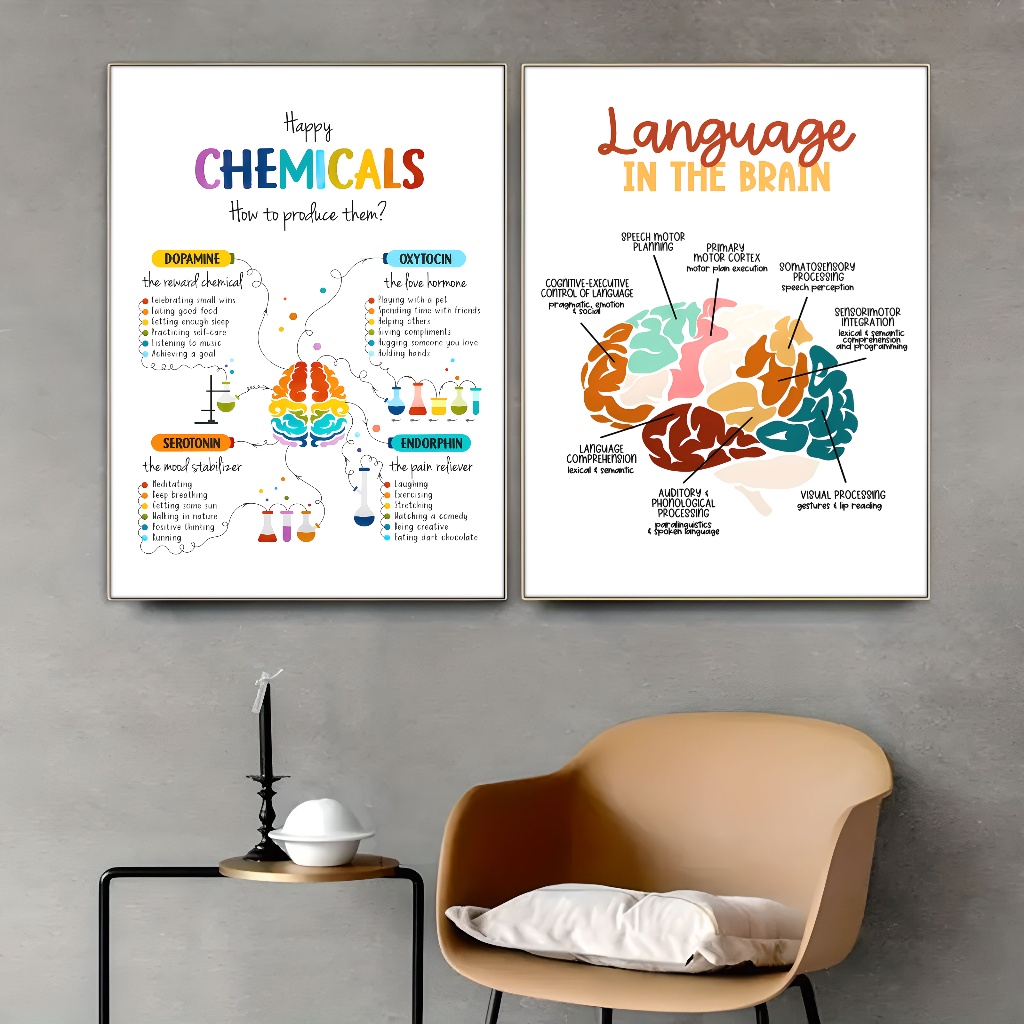 Happy
CHEMICALS
How to produce them?
DOPAMINE
the reward chemical
Celebrating small wins
Eating good food
Getting enough sleep
Practicing self-care
Listening to music
Achieving a goal
OXYTOCIN
the love hormone
Playing with a pet
Spending time with friends
Helping others
Giving compliments
Hugging someone you love
Holding hands
SEROTONIN
the mood stabilizer
Meditating
Deep breathing
Getting some sun
Walking in nature
Positive thinking
Running
ENDORPHIN
the pain reliever
Laughing
Exercising
Stretching
Watching a comedy
Being creative
Eating dark chocolate
Language
IN THE BRAIN
SPEECH MOTOR
PLANNING
PRIMARY
MOTOR CORTEX
motor plan execution
SOMATOSENSORY
PROCESSING
speech perception
COGNITIVE-EXECUTIVE
CONTROL OF LANGUAGE
pragmatic, emotion
& social
SENSORIMOTOR
INTEGRATION
lexical & semantic
comprehension
and programming
LANGUAGE
COMPREHENSION
lexical & semantic
AUDITORY &
PHONOLOGICAL
PROCESSING
paralinguistics
& spoken language
VISUAL PROCESSING
gestures & lip reading